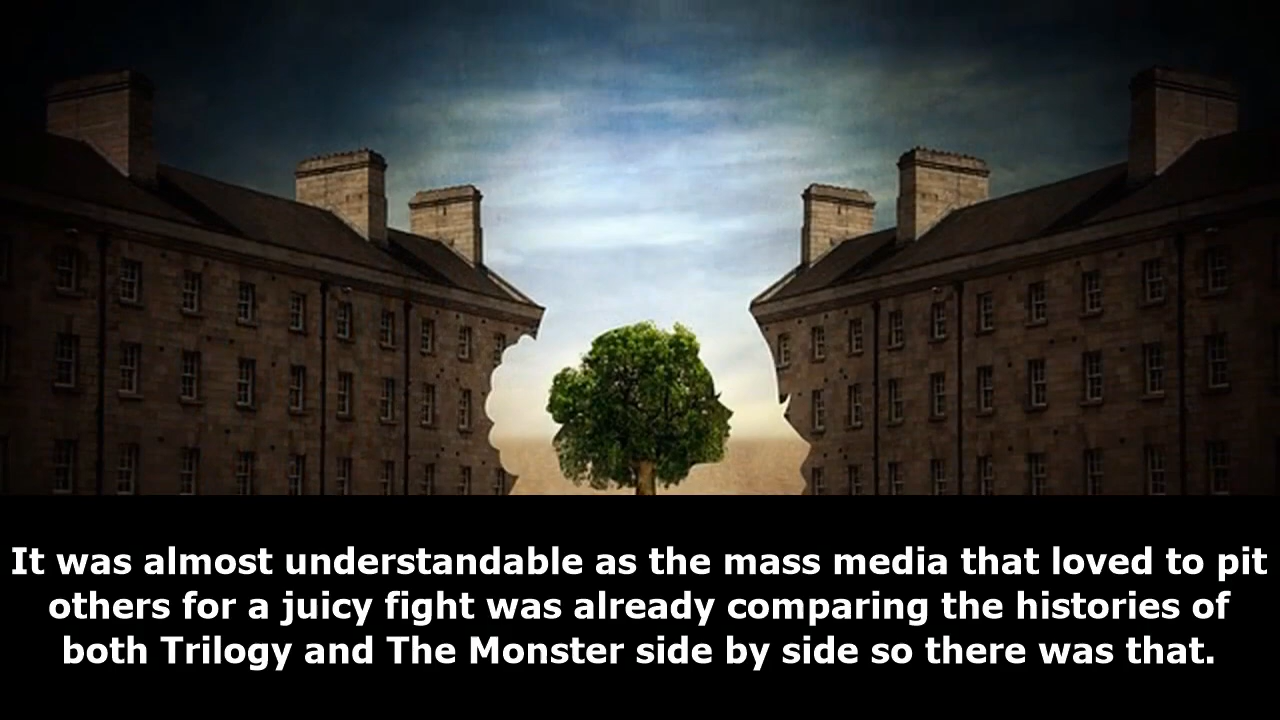 It was almost understandable as the mass media that loved to pit
others for a juicy fight was already comparing the histories of
both Trilogy and The Monster side by side so there was that.